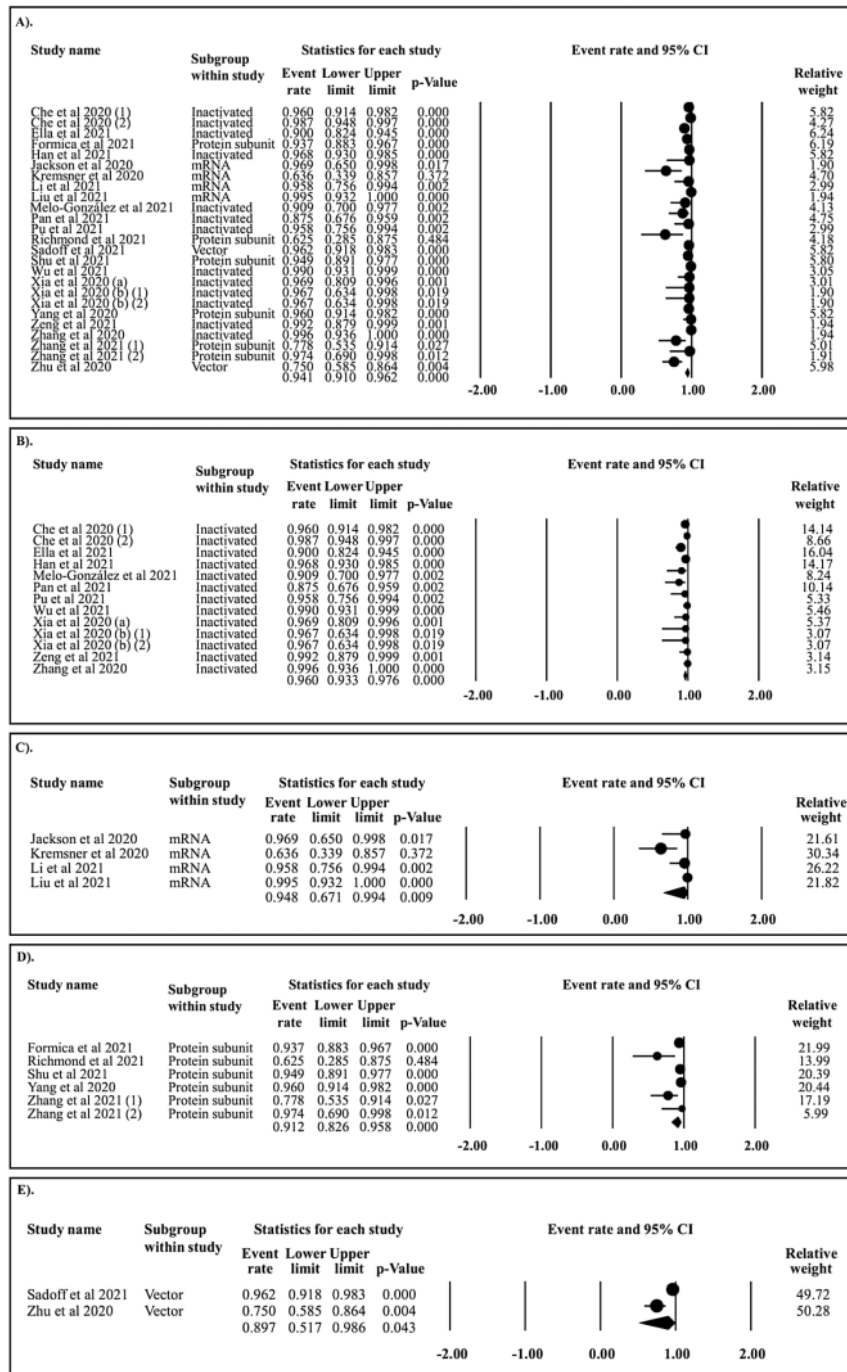 A).
Study name Subgroup within study Statistics for each study Event rate and 95% CI
Event rate Lower limit Upper limit p-Value Relative weight
Che et al 2020 (1) Inactivated 0.960 0.914 0.982 0.000 5.82
Che et al 2020 (2) Inactivated 0.987 0.948 0.997 0.000 4.27
Ella et al 2021 Inactivated 0.900 0.824 0.945 0.000 6.24
Formica et al 2021 Protein subunit 0.937 0.883 0.967 0.000 6.19
Han et al 2021 Inactivated 0.968 0.930 0.985 0.000 5.82
Jackson et al 2020 mRNA 0.969 0.650 0.998 0.017 1.90
Kremsner et al 2020 mRNA 0.636 0.339 0.857 0.372 4.70
Li et al 2021 mRNA 0.958 0.756 0.994 0.002 2.99
Liu et al 2021 mRNA 0.995 0.932 1.000 0.000 1.94
Melo-González et al 2021 Inactivated 0.909 0.700 0.977 0.002 4.13
Pan et al 2021 Inactivated 0.875 0.676 0.959 0.002 4.75
Pu et al 2021 Inactivated 0.958 0.756 0.994 0.002 2.99
Richmond et al 2021 Protein subunit 0.625 0.285 0.875 0.484 4.18
Sadoff et al 2021 Vector 0.962 0.918 0.983 0.000 5.82
Shu et al 2021 Protein subunit 0.949 0.891 0.977 0.000 5.80
Wu et al 2021 Inactivated 0.990 0.931 0.999 0.000 3.05
Xia et al 2020 (a) Inactivated 0.969 0.809 0.996 0.001 3.01
Xia et al 2020 (b) (1) Inactivated 0.967 0.634 0.998 0.019 1.90
Xia et al 2020 (b) (2) Inactivated 0.967 0.634 0.998 0.019 1.90
Yang et al 2020 Protein subunit 0.960 0.914 0.982 0.000 5.82
Zeng et al 2021 Inactivated 0.992 0.879 0.999 0.001 1.94
Zhang et al 2020 Inactivated 0.996 0.936 1.000 0.000 1.94
Zhang et al 2021 (1) Protein subunit 0.778 0.535 0.914 0.027 5.01
Zhang et al 2021 (2) Protein subunit 0.974 0.690 0.998 0.012 1.91
Zhu et al 2020 Vector 0.750 0.585 0.864 0.004 5.98
0.941 0.910 0.962 0.000
-2.00 -1.00 0.00 1.00 2.00
B).
Study name Subgroup within study Statistics for each study Event rate and 95% CI
Event rate Lower limit Upper limit p-Value Relative weight
Che et al 2020 (1) Inactivated 0.960 0.914 0.982 0.000 14.14
Che et al 2020 (2) Inactivated 0.987 0.948 0.997 0.000 8.66
Ella et al 2021 Inactivated 0.900 0.824 0.945 0.000 16.04
Han et al 2021 Inactivated 0.968 0.930 0.985 0.000 14.17
Melo-González et al 2021 Inactivated 0.909 0.700 0.977 0.002 8.24
Pan et al 2021 Inactivated 0.875 0.676 0.959 0.002 10.14
Pu et al 2021 Inactivated 0.958 0.756 0.994 0.002 5.33
Wu et al 2021 Inactivated 0.990 0.931 0.999 0.000 5.46
Xia et al 2020 (a) Inactivated 0.969 0.809 0.996 0.001 5.37
Xia et al 2020 (b) (1) Inactivated 0.967 0.634 0.998 0.019 3.07
Xia et al 2020 (b) (2) Inactivated 0.967 0.634 0.998 0.019 3.07
Zeng et al 2021 Inactivated 0.992 0.879 0.999 0.001 3.14
Zhang et al 2020 Inactivated 0.996 0.936 1.000 0.000 3.15
0.960 0.933 0.976 0.000
-2.00 -1.00 0.00 1.00 2.00
C).
Study name Subgroup within study Statistics for each study Event rate and 95% CI
Event rate Lower limit Upper limit p-Value Relative weight
Jackson et al 2020 mRNA 0.969 0.650 0.998 0.017 21.61
Kremsner et al 2020 mRNA 0.636 0.339 0.857 0.372 30.34
Li et al 2021 mRNA 0.958 0.756 0.994 0.002 26.22
Liu et al 2021 mRNA 0.995 0.932 1.000 0.000 21.82
0.948 0.671 0.994 0.009
-2.00 -1.00 0.00 1.00 2.00
D).
Study name Subgroup within study Statistics for each study Event rate and 95% CI
Event rate Lower limit Upper limit p-Value Relative weight
Formica et al 2021 Protein subunit 0.937 0.883 0.967 0.000 21.99
Richmond et al 2021 Protein subunit 0.625 0.285 0.875 0.484 13.99
Shu et al 2021 Protein subunit 0.949 0.891 0.977 0.000 20.39
Yang et al 2020 Protein subunit 0.960 0.914 0.982 0.000 20.44
Zhang et al 2021 (1) Protein subunit 0.778 0.535 0.914 0.027 17.19
Zhang et al 2021 (2) Protein subunit 0.974 0.690 0.998 0.012 5.99
0.912 0.826 0.958 0.000
-2.00 -1.00 0.00 1.00 2.00
E).
Study name Subgroup within study Statistics for each study Event rate and 95% CI
Event rate Lower limit Upper limit p-Value Relative weight
Sadoff et al 2021 Vector 0.962 0.918 0.983 0.000 49.72
Zhu et al 2020 Vector 0.750 0.585 0.864 0.004 50.28
0.897 0.517 0.986 0.043
-2.00 -1.00 0.00 1.00 2.00